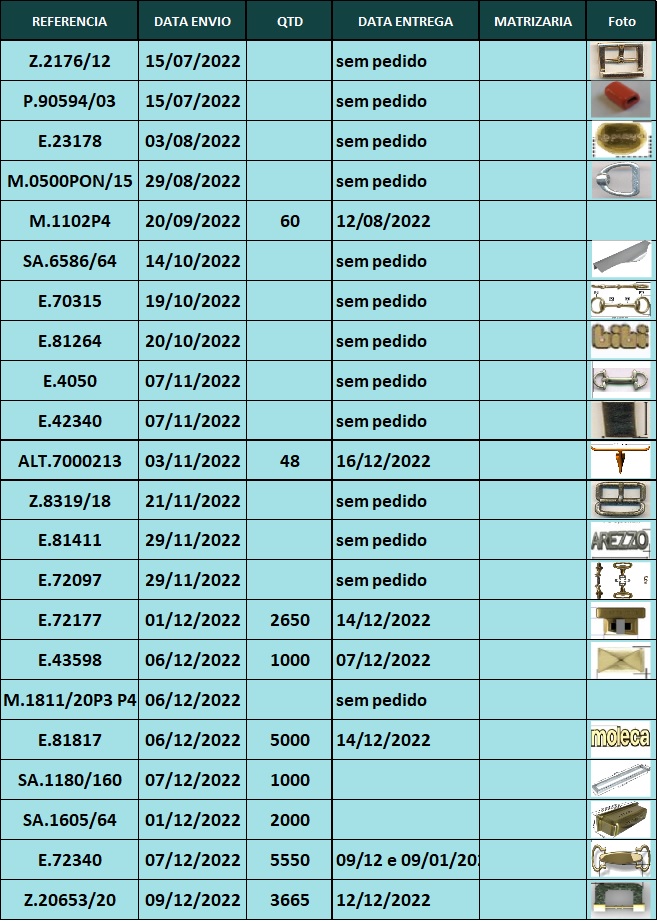 REFERENCIA DATA ENVIO QTD DATA ENTREGA MATRIZARIA Foto
Z.2176/12 15/07/2022 sem pedido
P.90594/03 15/07/2022 sem pedido
E.23178 03/08/2022 sem pedido
M.0500PON/15 29/08/2022 sem pedido
M.1102P4 20/09/2022 60 12/08/2022
SA.6586/64 14/10/2022 sem pedido
E.70315 19/10/2022 sem pedido
E.81264 20/10/2022 sem pedido bibi
E.4050 07/11/2022 sem pedido
E.42340 07/11/2022 sem pedido
ALT.7000213 03/11/2022 48 16/12/2022
Z.8319/18 21/11/2022 sem pedido
E.81411 29/11/2022 sem pedido AREZZO
E.72097 29/11/2022 sem pedido
E.72177 01/12/2022 2650 14/12/2022
E.43598 06/12/2022 1000 07/12/2022
M.1811/20P3 P4 06/12/2022 sem pedido
E.81817 06/12/2022 5000 14/12/2022 moleca
SA.1180/160 07/12/2022 1000
SA.1605/64 01/12/2022 2000
E.72340 07/12/2022 5550 09/12 e 09/01/202
Z.20653/20 09/12/2022 3665 12/12/2022